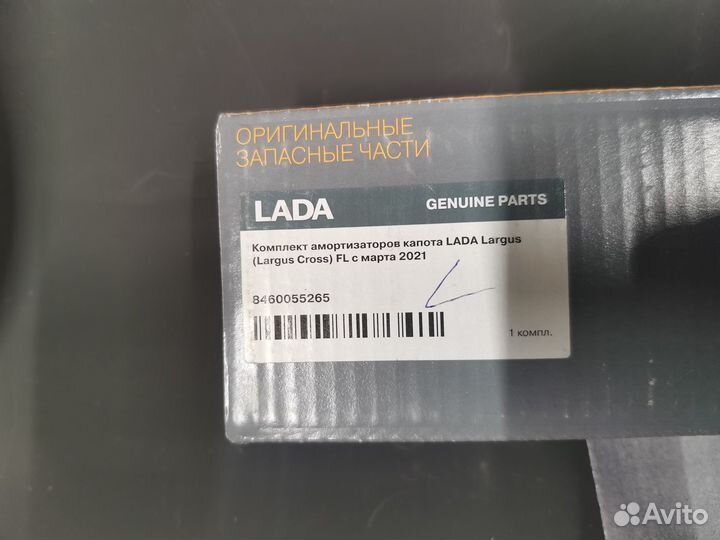 ОРИГИНАЛЬНЫЕ
ЗАПАСНЫЕ ЧАСТИ
LADA
GENUINE PARTS
Комплект амортизаторов капота LADA Largus
(Largus Cross) FL с марта 2021
8460055265
1 компл.
Avito